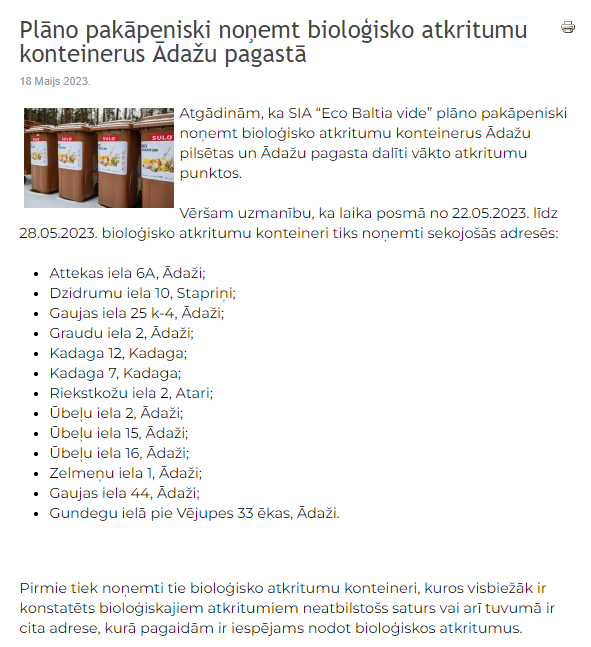 Plāno pakāpeniski noņemt bioloģisko atkritumu
konteinerus Ādažu pagastā
18 Maijs 2023.
Atgādinām, ka SIA “Eco Baltia vide” plāno pakāpeniski
noņemt bioloģisko atkritumu konteinerus Ādažu
pilsētas un Ādažu pagasta dalīti vākto atkritumu
punktos.
SULO
SULO
SULO
Vēršam uzmanību, ka laika posmā no 22.05.2023. līdz
28.05.2023. bioloģisko atkritumu konteineri tiks noņemti sekojošās adresēs:
Attekas iela 6A, Ādaži;
Dzidrumu iela 10, Stapriņi;
Gaujas iela 25 k-4, Ādaži;
Graudu iela 2, Ādaži;
Kadaga 12, Kadaga;
Kadaga 7, Kadaga;
Riekstkožu iela 2, Atari;
Ūbeļu iela 2, Ādaži;
Ūbeļu iela 15, Ādaži;
Ūbeļu iela 16, Ādaži;
Zelmeņu iela 1, Ādaži;
Gaujas iela 44, Ādaži;
Gundegu ielā pie Vējupes 33 ēkas, Ādaži.
Pirmie tiek noņemti tie bioloģisko atkritumu konteineri, kuros visbiežāk ir
konstatēts bioloģiskajiem atkritumiem neatbilstošs saturs vai arī tuvumā ir
cita adrese, kurā pagaidām ir iespējams nodot bioloģiskos atkritumus.